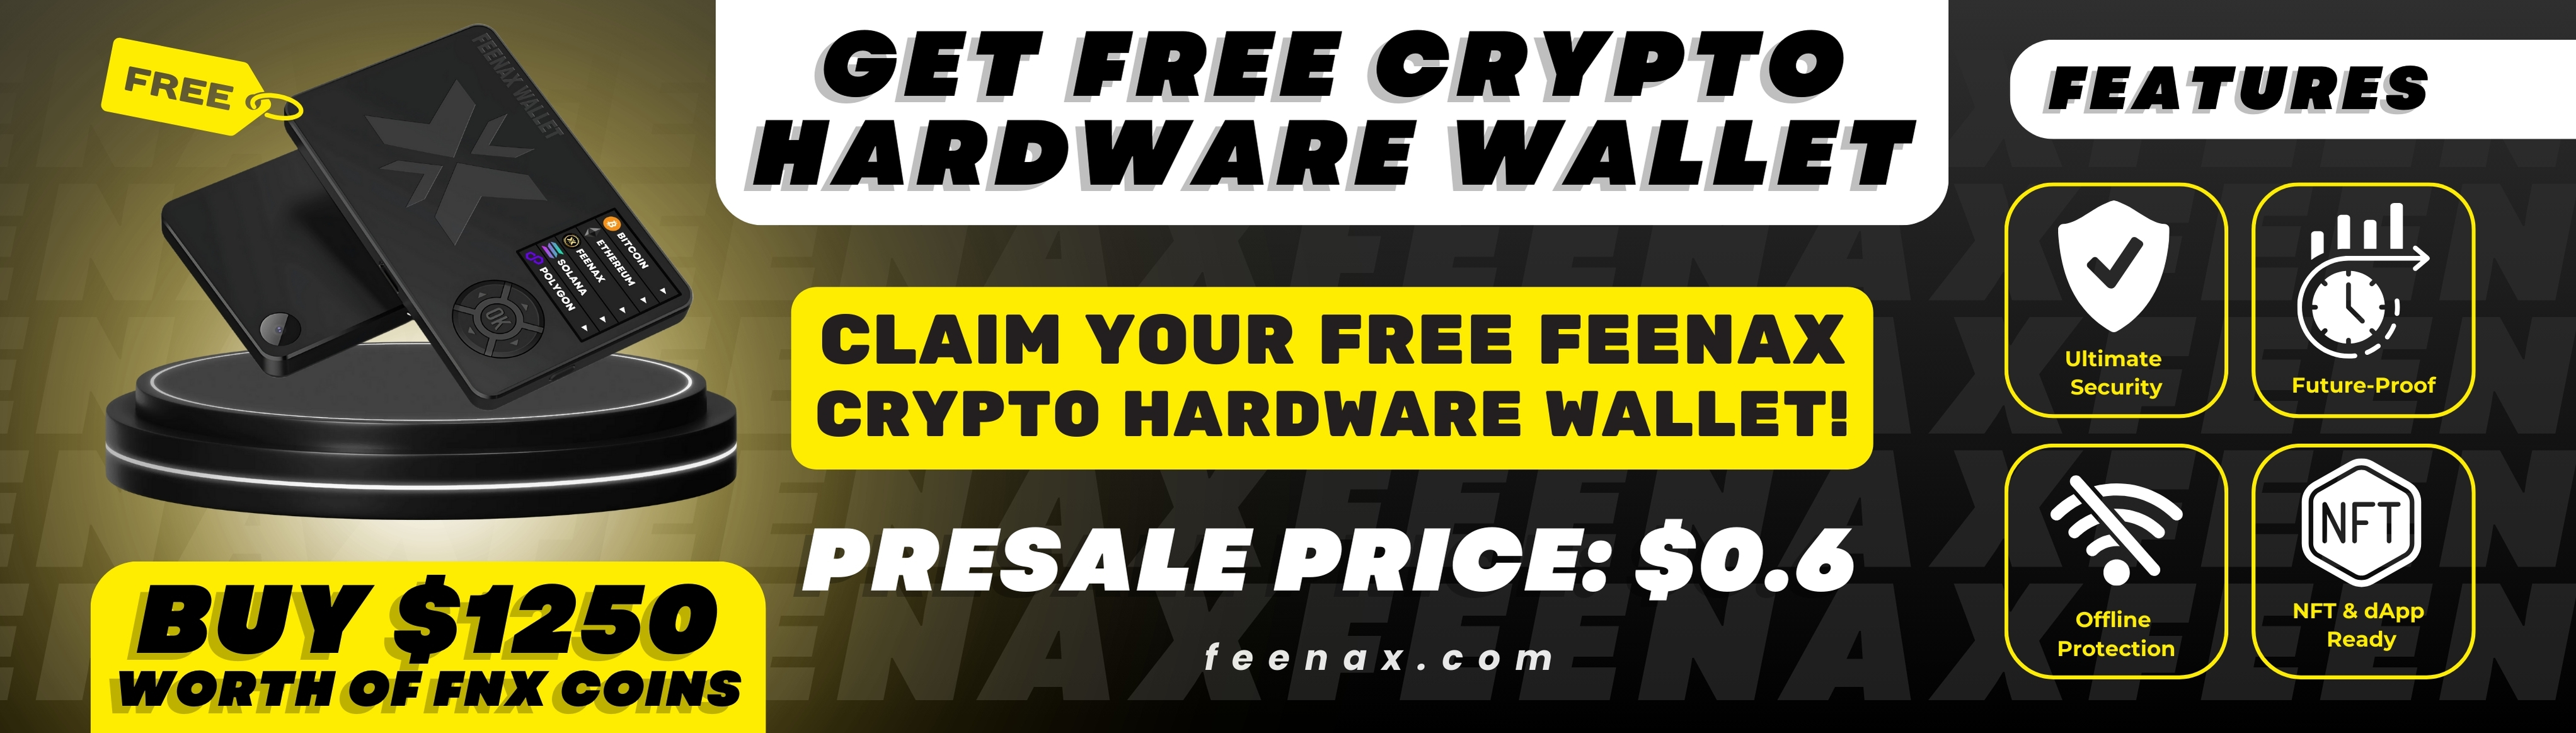 FREE
FEENAX WALLET
BITCOIN
ETHEREUM
FEENAX
SOLANA
POLYGON
OK
BUY $1250
WORTH OF FNX COINS
GET FREE CRYPTO
HARDWARE WALLET
CLAIM YOUR FREE FEENAX
CRYPTO HARDWARE WALLET!
PRESALE PRICE: $0.6
feenax.com
FEATURES
Ultimate
Security
Future-Proof
Offline
Protection
NFT
NFT & dApp
Ready